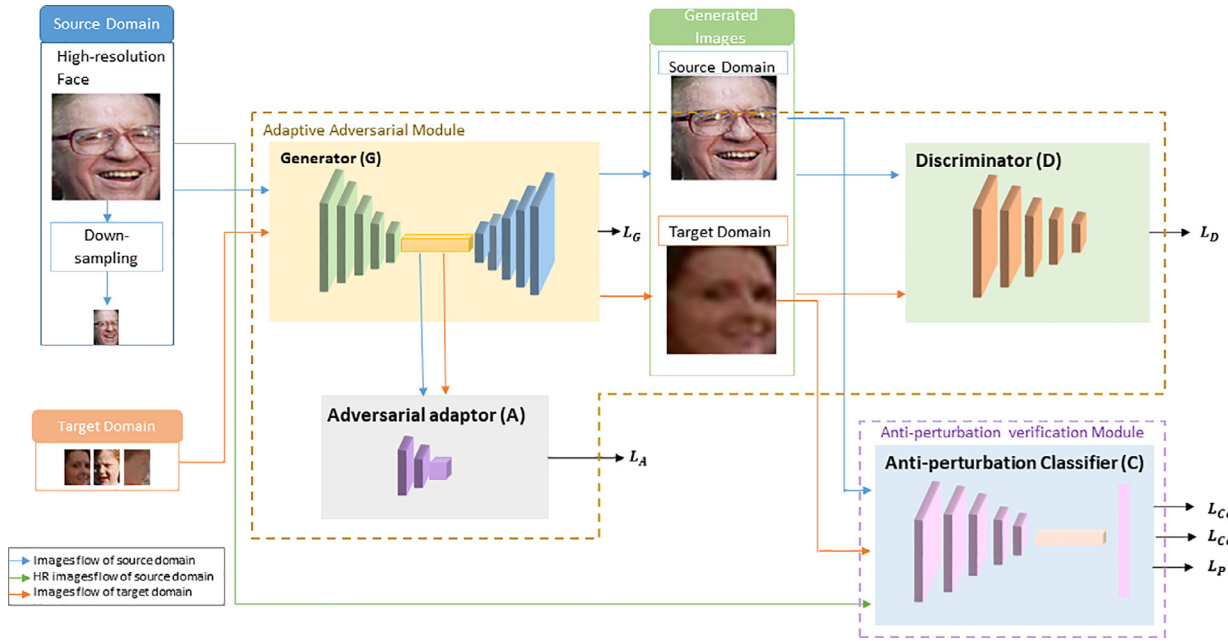 Source Domain
High-resolution
Face
Down-
sampling
Target Domain
Adaptive Adversarial Module
Generator (G)
L_G
Adversarial adaptor (A)
L_A
Generated
Images
Source Domain
Target Domain
Discriminator (D)
L_D
Anti-perturbation verification Module
Anti-perturbation Classifier (C)
L_P
Images flow of source domain
HR imagesflow of source domain
Images flow of target domain